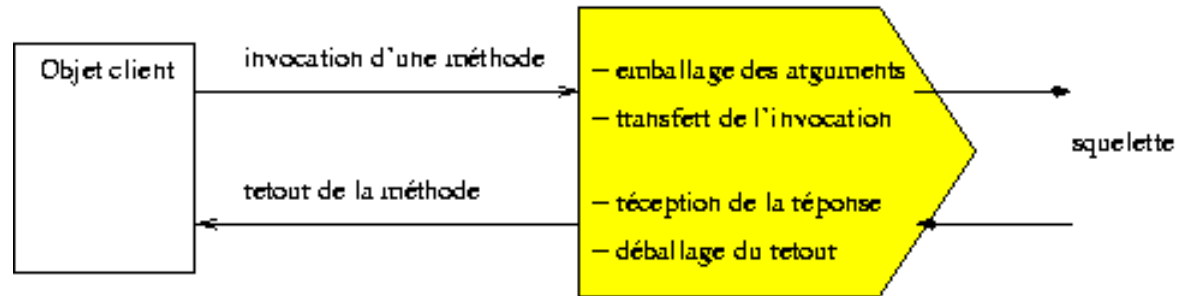 Objet client
invocation d'une méthode
retour de la méthode
– emballage des arguments
– transfert de l'invocation
– réception de la réponse
– déballage du retour
squelette